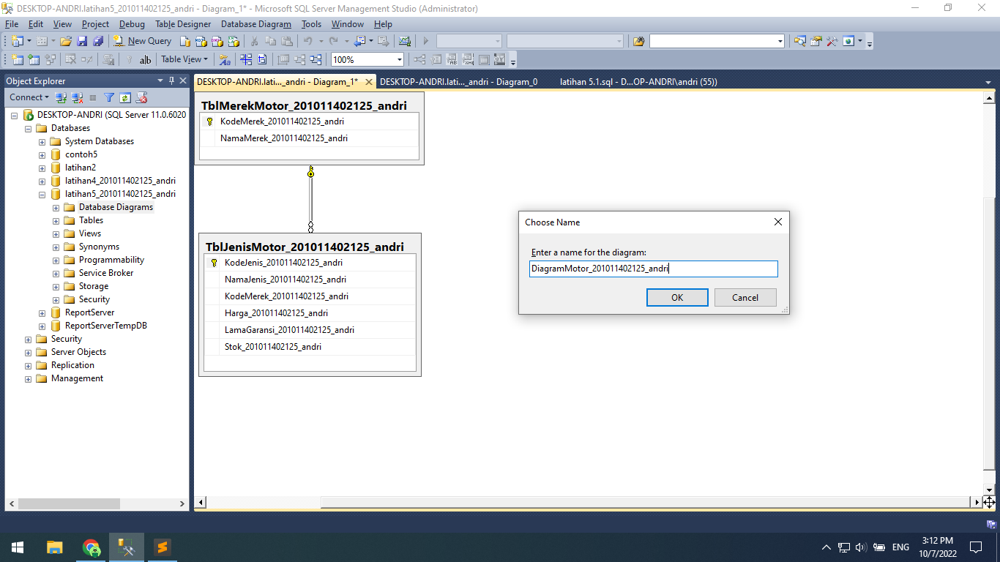 DESKTOP-ANDRI.latihan5_201011402125_andri - Diagram_1* - Microsoft SQL Server Management Studio (Administrator)
File Edit View Project Debug Table Designer Database Diagram Tools Window Help
New Query
Table View 100%
Object Explorer
Connect
DESKTOP-ANDRI (SQL Server 11.0.6020
Databases
System Databases
contoh5
latihan2
latihan4_201011402125_andri
latihan5_201011402125_andri
Database Diagrams
Tables
Views
Synonyms
Programmability
Service Broker
Storage
Security
ReportServer
ReportServerTempDB
Security
Server Objects
Replication
Management
DESKTOP-ANDRI.lati..._andri - Diagram_1* DESKTOP-ANDRI.lati..._andri - Diagram_0 latihan 5.1.sql - D...OP-ANDRI\andri (55))
TblMerekMotor_201011402125_andri
KodeMerek_201011402125_andri
NamaMerek_201011402125_andri
TblJenisMotor_201011402125_andri
KodeJenis_201011402125_andri
NamaJenis_201011402125_andri
KodeMerek_201011402125_andri
Harga_201011402125_andri
LamaGaransi_201011402125_andri
Stok_201011402125_andri
Choose Name
Enter a name for the diagram:
DiagramMotor_201011402125_andri
OK Cancel
ENG
3:12 PM
10/7/2022